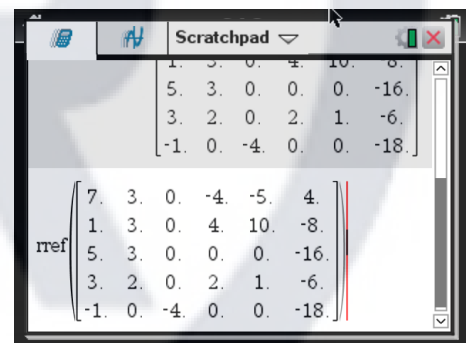 Scratchpad
1. 3. 0. 4. 10. -8.
5. 3. 0. 0. 0. -16.
3. 2. 0. 2. 1. -6.
-1. 0. -4. 0. 0. -18.
7. 3. 0. -4. -5. 4.
1. 3. 0. 4. 10. -8.
rref 5. 3. 0. 0. 0. -16.
3. 2. 0. 2. 1. -6.
-1. 0. -4. 0. 0. -18.